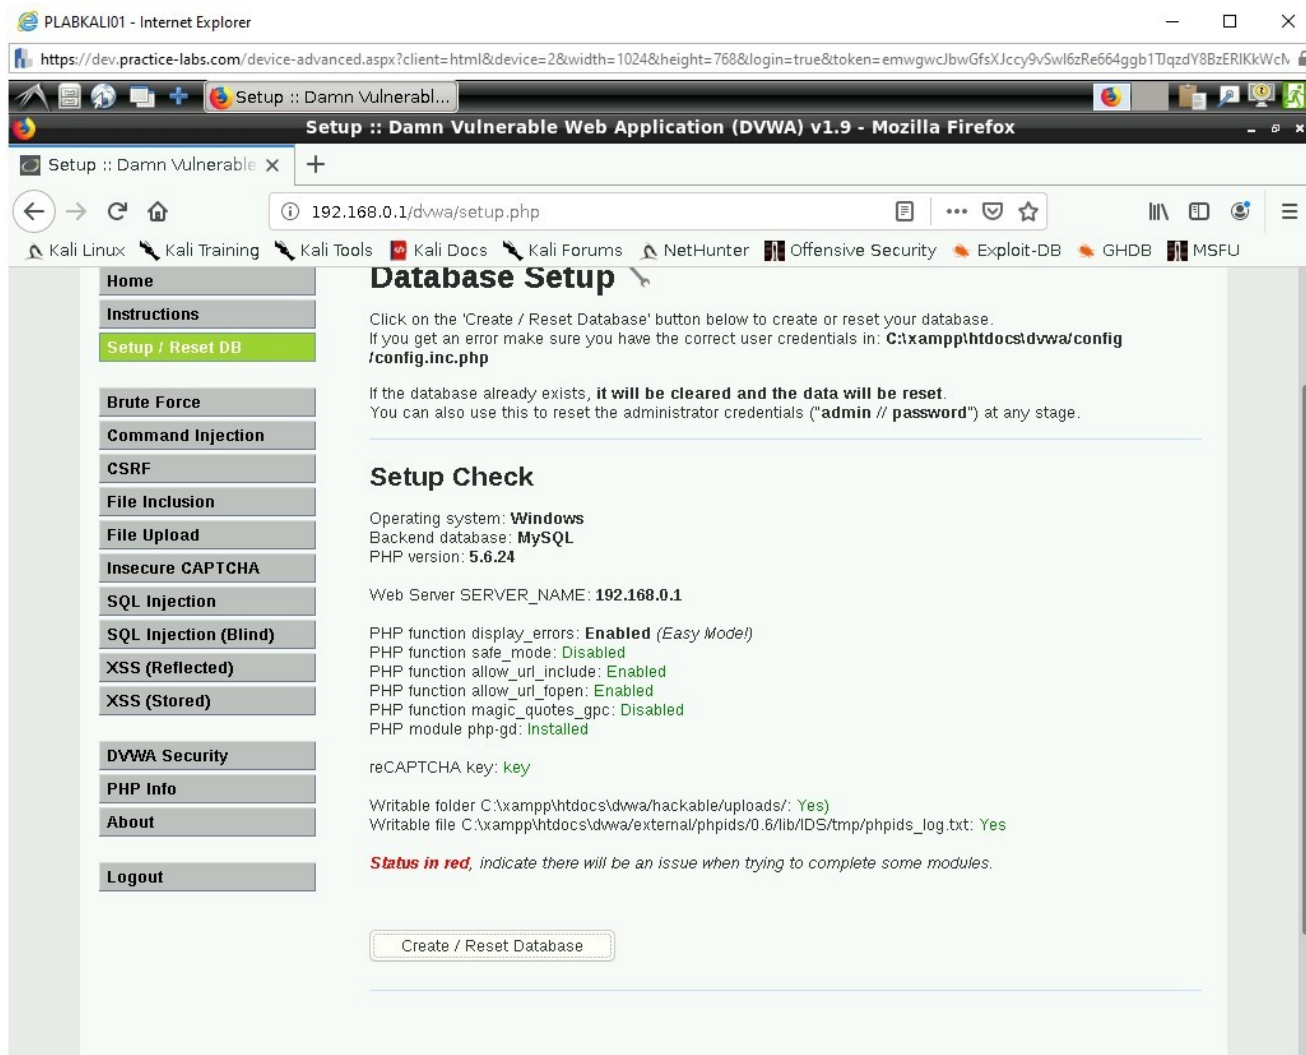 PLABKALI01 - Internet Explorer
https://dev.practice-labs.com/device-advanced.aspx?client=html&device=2&width=1024&height=768&login=true&token=
Setup :: Damn Vulnerabl...
Setup :: Damn Vulnerable Web Application (DVWA) v1.9 - Mozilla Firefox
Setup :: Damn Vulnerable
192.168.0.1/dvwa/setup.php
Kali Linux Kali Training Kali Tools Kali Docs Kali Forums NetHunter Offensive Security Exploit-DB GHDB MSFU
Home
Instructions
Setup / Reset DB
Brute Force
Command Injection
CSRF
File Inclusion
File Upload
Insecure CAPTCHA
SQL Injection
SQL Injection (Blind)
XSS (Reflected)
XSS (Stored)
DVWA Security
PHP Info
About
Logout
Database Setup
Click on the 'Create / Reset Database' button below to create or reset your database.
If you get an error make sure you have the correct user credentials in: C:\xampp\htdocs\dvwa/config
/config.inc.php
If the database already exists, it will be cleared and the data will be reset.
You can also use this to reset the administrator credentials ("admin // password") at any stage.
Setup Check
Operating system: Windows
Backend database: MySQL
PHP version: 5.6.24
Web Server SERVER_NAME: 192.168.0.1
PHP function display_errors: Enabled (Easy Mode!)
PHP function safe_mode: Disabled
PHP function allow_url_include: Enabled
PHP function allow_url_fopen: Enabled
PHP function magic_quotes_gpc: Disabled
PHP module php-gd: Installed
reCAPTCHA key: key
Writable folder C:\xampp\htdocs\dvwa/hackable/uploads/: Yes)
Writable file C:\xampp\htdocs\dvwa/external/phpids/0.6/lib/IDS/tmp/phpids_log.txt: Yes
Status in red, indicate there will be an issue when trying to complete some modules.
Create / Reset Database